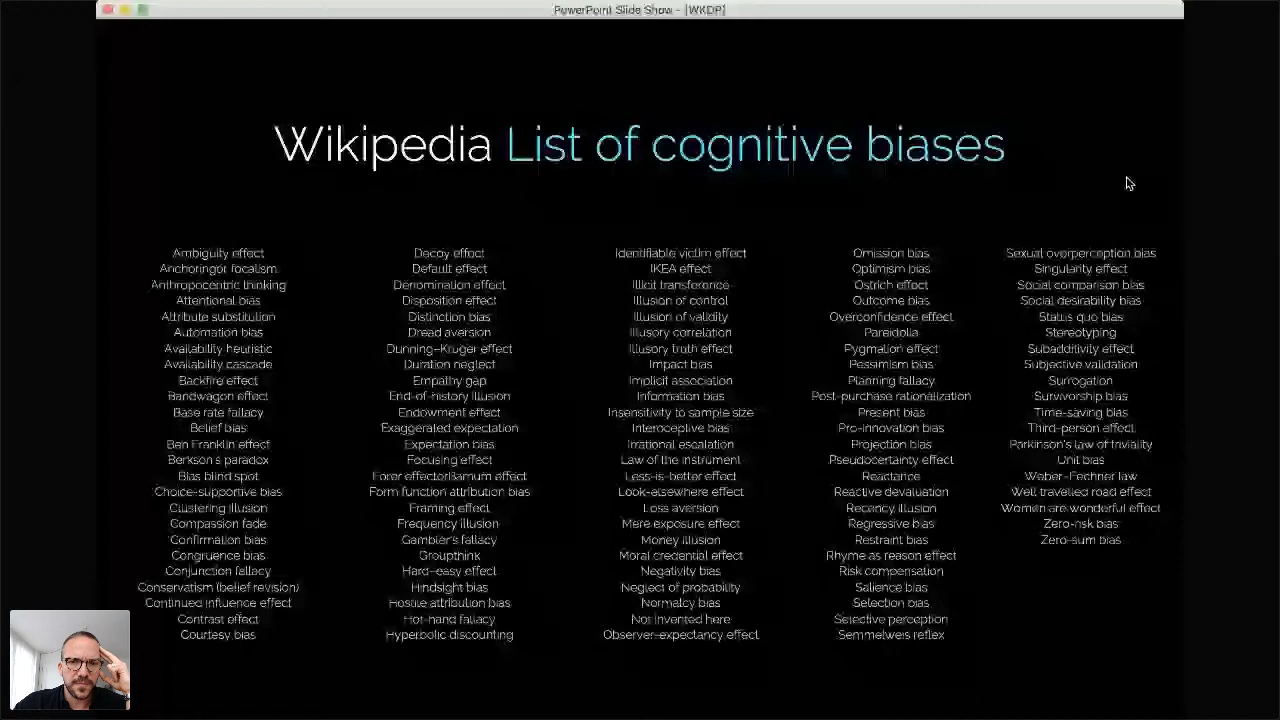 PowerPoint Slide Show - [WKDP]
Wikipedia List of cognitive biases
Ambiguity effect
Anchoringor focalism
Anthropocentric thinking
Attentional bias
Attribute substitution
Automation bias
Availability heuristic
Availability cascade
Backfire effect
Bandwagon effect
Base rate fallacy
Belief bias
Ben Franklin effect
Berkson's paradox
Bias blind spot
Choice-supportive bias
Clustering illusion
Compassion fade
Confirmation bias
Congruence bias
Conjunction fallacy
Conservatism (belief revision)
Continued influence effect
Contrast effect
Courtesy bias
Decoy effect
Default effect
Denomination effect
Disposition effect
Distinction bias
Dread aversion
Dunning–Kruger effect
Duration neglect
Empathy gap
End-of-history illusion
Endowment effect
Exaggerated expectation
Expectation bias
Focusing effect
Forer effectorBarnum effect
Form function attribution bias
Framing effect
Frequency illusion
Gambler's fallacy
Groupthink
Hard–easy effect
Hindsight bias
Hostile attribution bias
Hot-hand fallacy
Hyperbolic discounting
Identifiable victim effect
IKEA effect
Illicit transference
Illusion of control
Illusion of validity
Illusory correlation
Illusory truth effect
Impact bias
Implicit association
Information bias
Insensitivity to sample size
Interoceptive bias
Irrational escalation
Law of the instrument
Less-is-better effect
Look-elsewhere effect
Loss aversion
Mere exposure effect
Money illusion
Moral credential effect
Negativity bias
Neglect of probability
Normalcy bias
Not invented here
Observer-expectancy effect
Omission bias
Optimism bias
Ostrich effect
Outcome bias
Overconfidence effect
Pareidolia
Pygmalion effect
Pessimism bias
Planning fallacy
Post-purchase rationalization
Present bias
Pro-innovation bias
Projection bias
Pseudocertainty effect
Reactance
Reactive devaluation
Recency illusion
Regressive bias
Restraint bias
Rhyme as reason effect
Risk compensation
Salience bias
Selection bias
Selective perception
Semmelweis reflex
Sexual overperception bias
Singularity effect
Social comparison bias
Social desirability bias
Status quo bias
Stereotyping
Subadditivity effect
Subjective validation
Surrogation
Survivorship bias
Time-saving bias
Third-person effect
Parkinson's law of triviality
Unit bias
Weber–Fechner law
Well travelled road effect
Women are wonderful effect
Zero-risk bias
Zero-sum bias